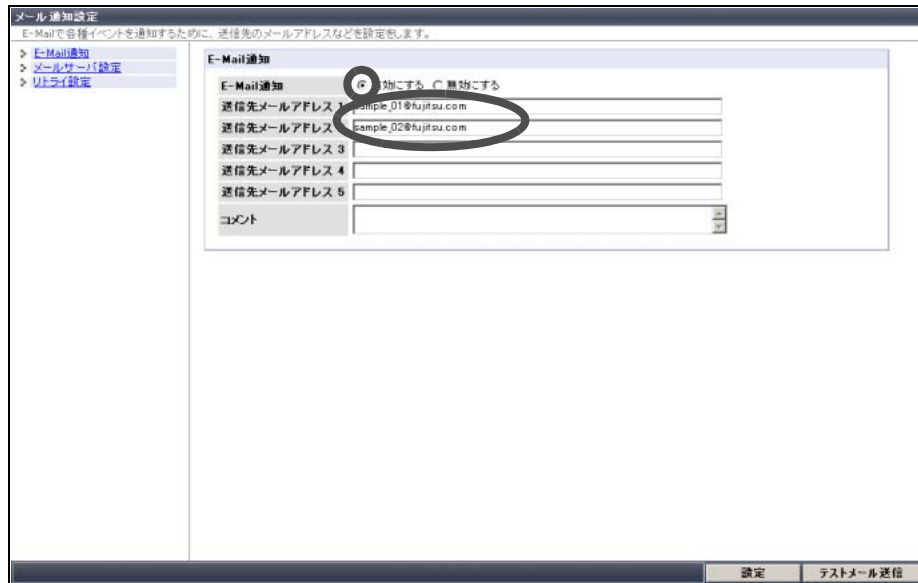 メール通知設定
E-Mailで各種イベントを通知するために、送信先のメールアドレスなどを設定をします。
> E-Mail通知
> メールサーバ設定
> リトライ設定
E-Mail通知
E-Mail通知 効にする 無効にする
送信先メールアドレス 1 sample_01@fujitsu.com
送信先メールアドレス sample_02@fujitsu.com
送信先メールアドレス 3
送信先メールアドレス 4
送信先メールアドレス 5
コメント
設定 テストメール送信